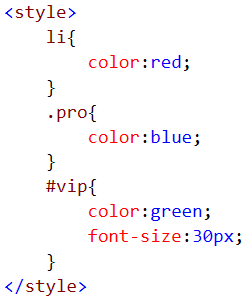 <style>
    li{
        color:red;
    }
    .pro{
        color:blue;
    }
    #vip{
        color:green;
        font-size:30px;
    }
</style>